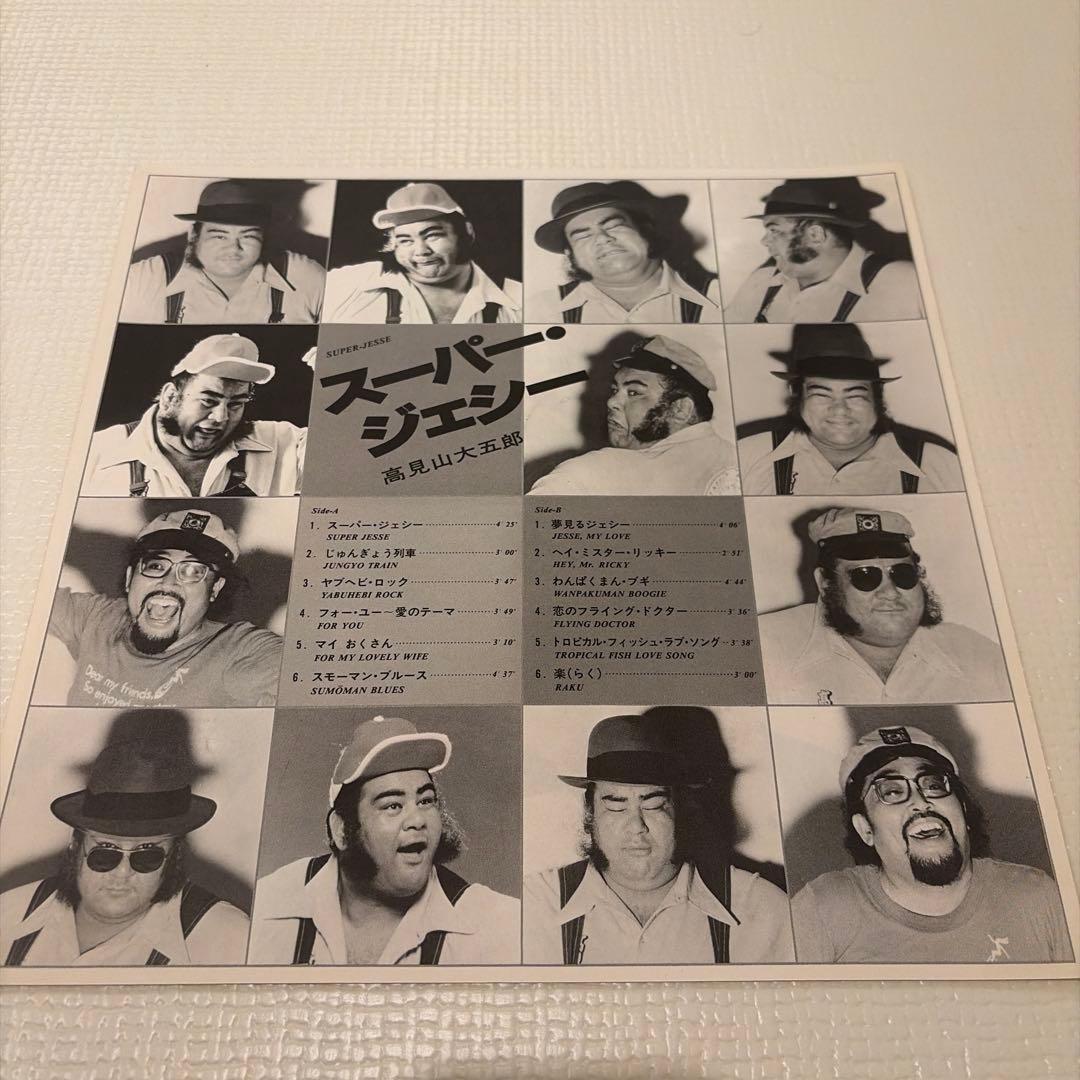 SUPER-JESSE
スーパー・
ジェシー
高見山大五郎
Side-A
1. スーパー・ジェシー 4′25″
SUPER JESSE
2. じゅんぎょう列車 3′00″
JUNGYO TRAIN
3. ヤブヘビ・ロック 3′47″
YABUHEBI ROCK
4. フォー・ユー〜愛のテーマ 3′49″
FOR YOU
5. マイ おくさん 3′10″
FOR MY LOVELY WIFE
6. スモーマン・ブルース 4′37″
SUMŌMAN BLUES
Side-B
1. 夢見るジェシー 4′06″
JESSE, MY LOVE
2. ヘイ・ミスター・リッキー 2′51″
HEY, Mr. RICKY
3. わんぱくまん・ブギ 4′44″
WANPAKUMAN BOOGIE
4. 恋のフライング・ドクター 3′36″
FLYING DOCTOR
5. トロピカル・フィッシュ・ラブ・ソング 3′38″
TROPICAL FISH LOVE SONG
6. 楽(らく) 3′00″
RAKU
Dear my friends,
So enjoyed